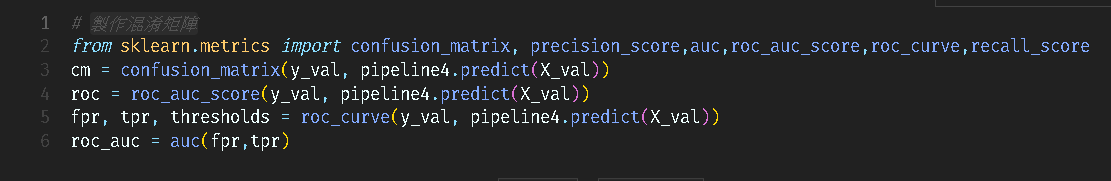 1 # 製作混淆矩陣
2 from sklearn.metrics import confusion_matrix, precision_score,auc,roc_auc_score,roc_curve,recall_score
3 cm = confusion_matrix(y_val, pipeline4.predict(X_val))
4 roc = roc_auc_score(y_val, pipeline4.predict(X_val))
5 fpr, tpr, thresholds = roc_curve(y_val, pipeline4.predict(X_val))
6 roc_auc = auc(fpr,tpr)